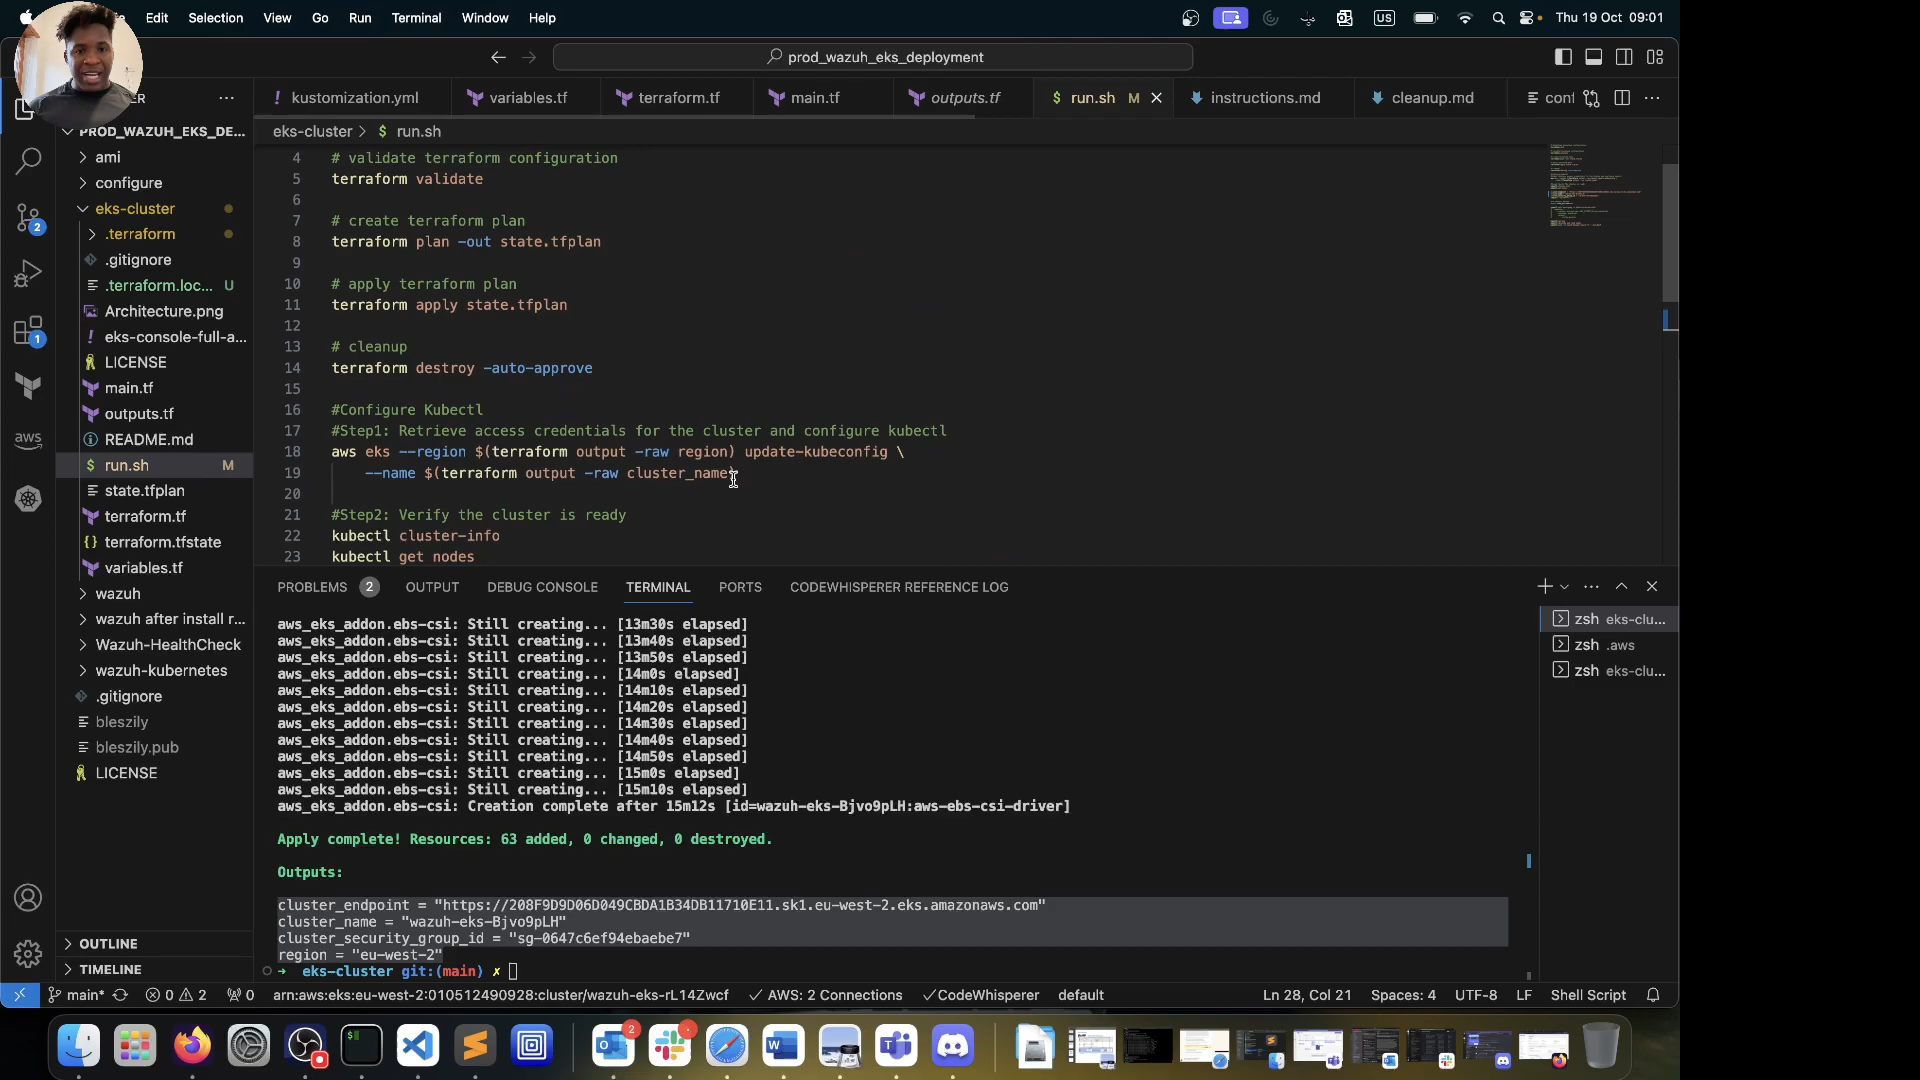 Edit Selection View Go Run Terminal Window Help
US
Thu 19 Oct 09:01
prod_wazuh_eks_deployment
kustomization.yml variables.tf terraform.tf main.tf outputs.tf $ run.sh M instructions.md cleanup.md conf
PROD_WAZUH_EKS_DE...
ami
configure
eks-cluster
.terraform
.gitignore
.terraform.loc... U
Architecture.png
eks-console-full-a...
LICENSE
main.tf
outputs.tf
README.md
$ run.sh M
state.tfplan
terraform.tf
{} terraform.tfstate
variables.tf
wazuh
wazuh after install r...
Wazuh-HealthCheck
wazuh-kubernetes
.gitignore
bleszily
bleszily.pub
LICENSE
OUTLINE
TIMELINE
2
1
aws
eks-cluster > $ run.sh
4 # validate terraform configuration
5 terraform validate
6
7 # create terraform plan
8 terraform plan -out state.tfplan
9
10 # apply terraform plan
11 terraform apply state.tfplan
12
13 # cleanup
14 terraform destroy -auto-approve
15
16 #Configure Kubectl
17 #Step1: Retrieve access credentials for the cluster and configure kubectl
18 aws eks --region $(terraform output -raw region) update-kubeconfig \
19 --name $(terraform output -raw cluster_name)
20
21 #Step2: Verify the cluster is ready
22 kubectl cluster-info
23 kubectl get nodes
PROBLEMS 2 OUTPUT DEBUG CONSOLE TERMINAL PORTS CODEWHISPERER REFERENCE LOG
aws_eks_addon.ebs-csi: Still creating... [13m30s elapsed]
aws_eks_addon.ebs-csi: Still creating... [13m40s elapsed]
aws_eks_addon.ebs-csi: Still creating... [13m50s elapsed]
aws_eks_addon.ebs-csi: Still creating... [14m0s elapsed]
aws_eks_addon.ebs-csi: Still creating... [14m10s elapsed]
aws_eks_addon.ebs-csi: Still creating... [14m20s elapsed]
aws_eks_addon.ebs-csi: Still creating... [14m30s elapsed]
aws_eks_addon.ebs-csi: Still creating... [14m40s elapsed]
aws_eks_addon.ebs-csi: Still creating... [14m50s elapsed]
aws_eks_addon.ebs-csi: Still creating... [15m0s elapsed]
aws_eks_addon.ebs-csi: Still creating... [15m10s elapsed]
aws_eks_addon.ebs-csi: Creation complete after 15m12s [id=wazuh-eks-Bjvo9pLH:aws-ebs-csi-driver]
Apply complete! Resources: 63 added, 0 changed, 0 destroyed.
Outputs:
cluster_endpoint = "https://208F9D9D06D049CBDA1B34DB11710E11.sk1.eu-west-2.eks.amazonaws.com"
cluster_name = "wazuh-eks-Bjvo9pLH"
cluster_security_group_id = "sg-0647c6ef94ebaebe7"
region = "eu-west-2"
➜ eks-cluster git:(main) ✗
zsh eks-clu...
zsh .aws
zsh eks-clu...
main* 0 2 0 arn:aws:eks:eu-west-2:010512490928:cluster/wazuh-eks-rL14Zwcf ✓ AWS: 2 Connections ✓CodeWhisperer default Ln 28, Col 21 Spaces: 4 UTF-8 LF Shell Script
2